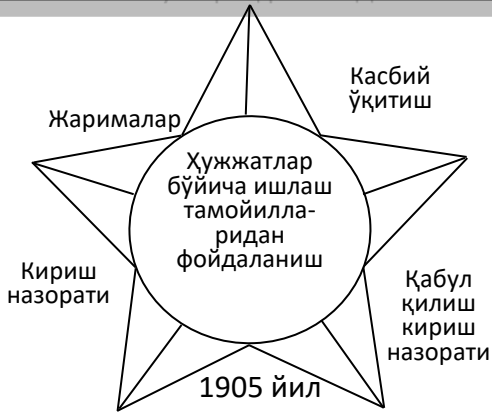 Касбий
ўқитиш
Жарималар
Ҳужжатлар
бўйича ишлаш
тамойилла-
ридан
фойдаланиш
Кириш
назорати
Қабул
қилиш
кириш
назорати
1905 йил